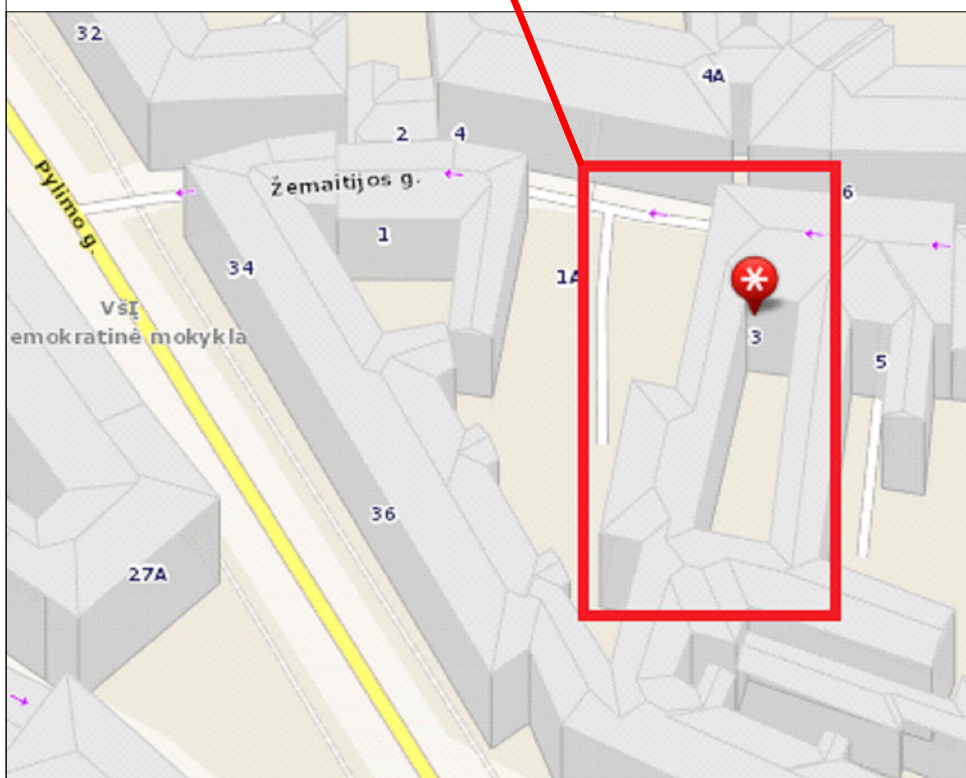 32
4A
2
4
Pylimo g.
Žemaitijos g.
6
1
34
1A
VšĮ
emokratinė mokykla
3
5
36
27A